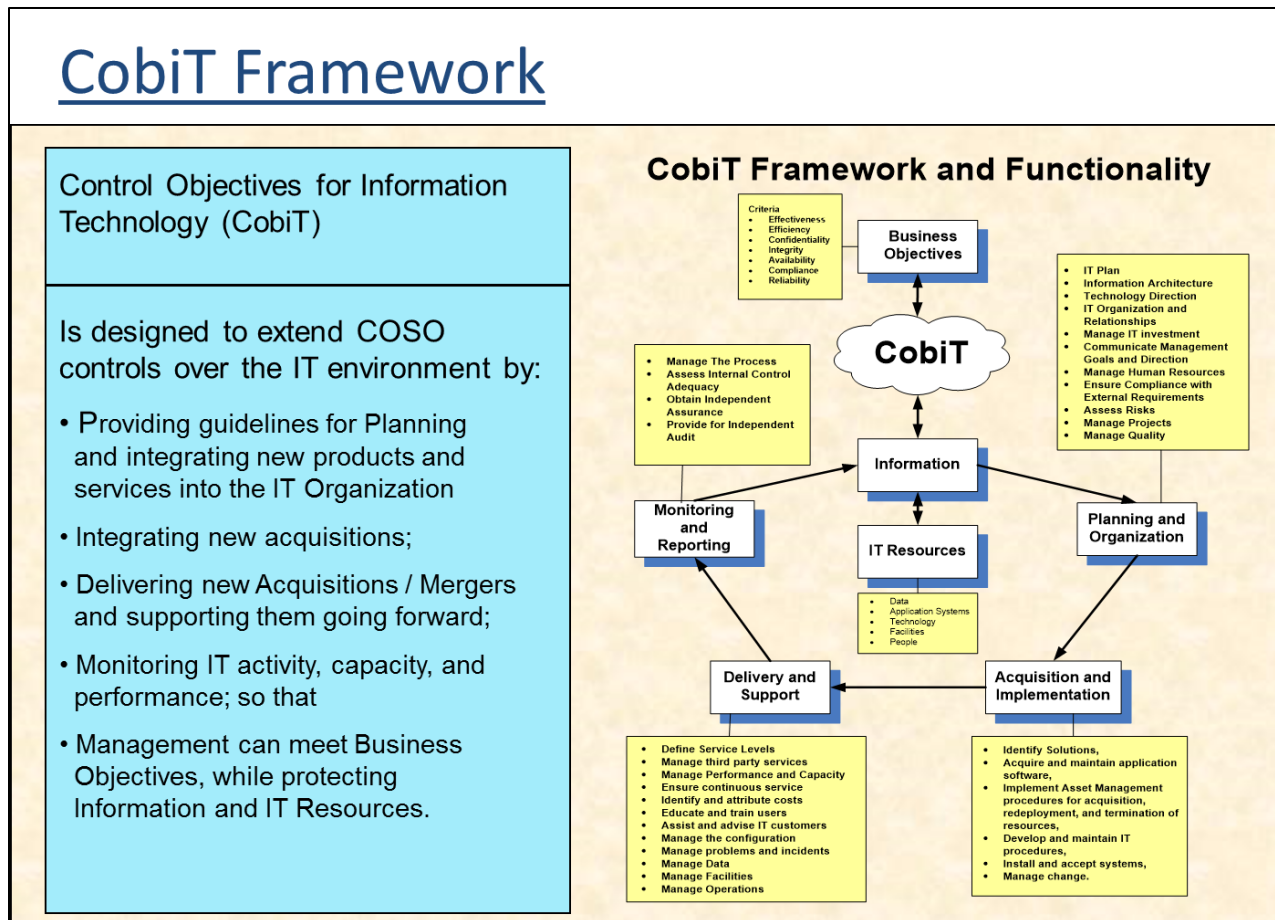 CobiT Framework
Control Objectives for Information
Technology (CobiT)
Is designed to extend COSO
controls over the IT environment by:
• Providing guidelines for Planning
and integrating new products and
services into the IT Organization
• Integrating new acquisitions;
• Delivering new Acquisitions / Mergers
and supporting them going forward;
• Monitoring IT activity, capacity, and
performance; so that
• Management can meet Business
Objectives, while protecting
Information and IT Resources.
CobiT Framework and Functionality
Criteria
• Effectiveness
• Efficiency
• Confidentiality
• Integrity
• Availability
• Compliance
• Reliability
Business
Objectives
CobiT
• IT Plan
• Information Architecture
• Technology Direction
• IT Organization and
Relationships
• Manage IT investment
• Communicate Management
Goals and Direction
• Manage Human Resources
• Ensure Compliance with
External Requirements
• Assess Risks
• Manage Projects
• Manage Quality
• Manage The Process
• Assess Internal Control
Adequacy
• Obtain Independent
Assurance
• Provide for Independent
Audit
Information
Monitoring
and
Reporting
IT Resources
Planning and
Organization
• Data
• Application Systems
• Technology
• Facilities
• People
Delivery and
Support
Acquisition and
Implementation
• Define Service Levels
• Manage third party services
• Manage Performance and Capacity
• Ensure continuous service
• Identify and attribute costs
• Educate and train users
• Assist and advise IT customers
• Manage the configuration
• Manage problems and incidents
• Manage Data
• Manage Facilities
• Manage Operations
• Identify Solutions,
• Acquire and maintain application
software,
• Implement Asset Management
procedures for acquisition,
redeployment, and termination of
resources,
• Develop and maintain IT
procedures,
• Install and accept systems,
• Manage change.